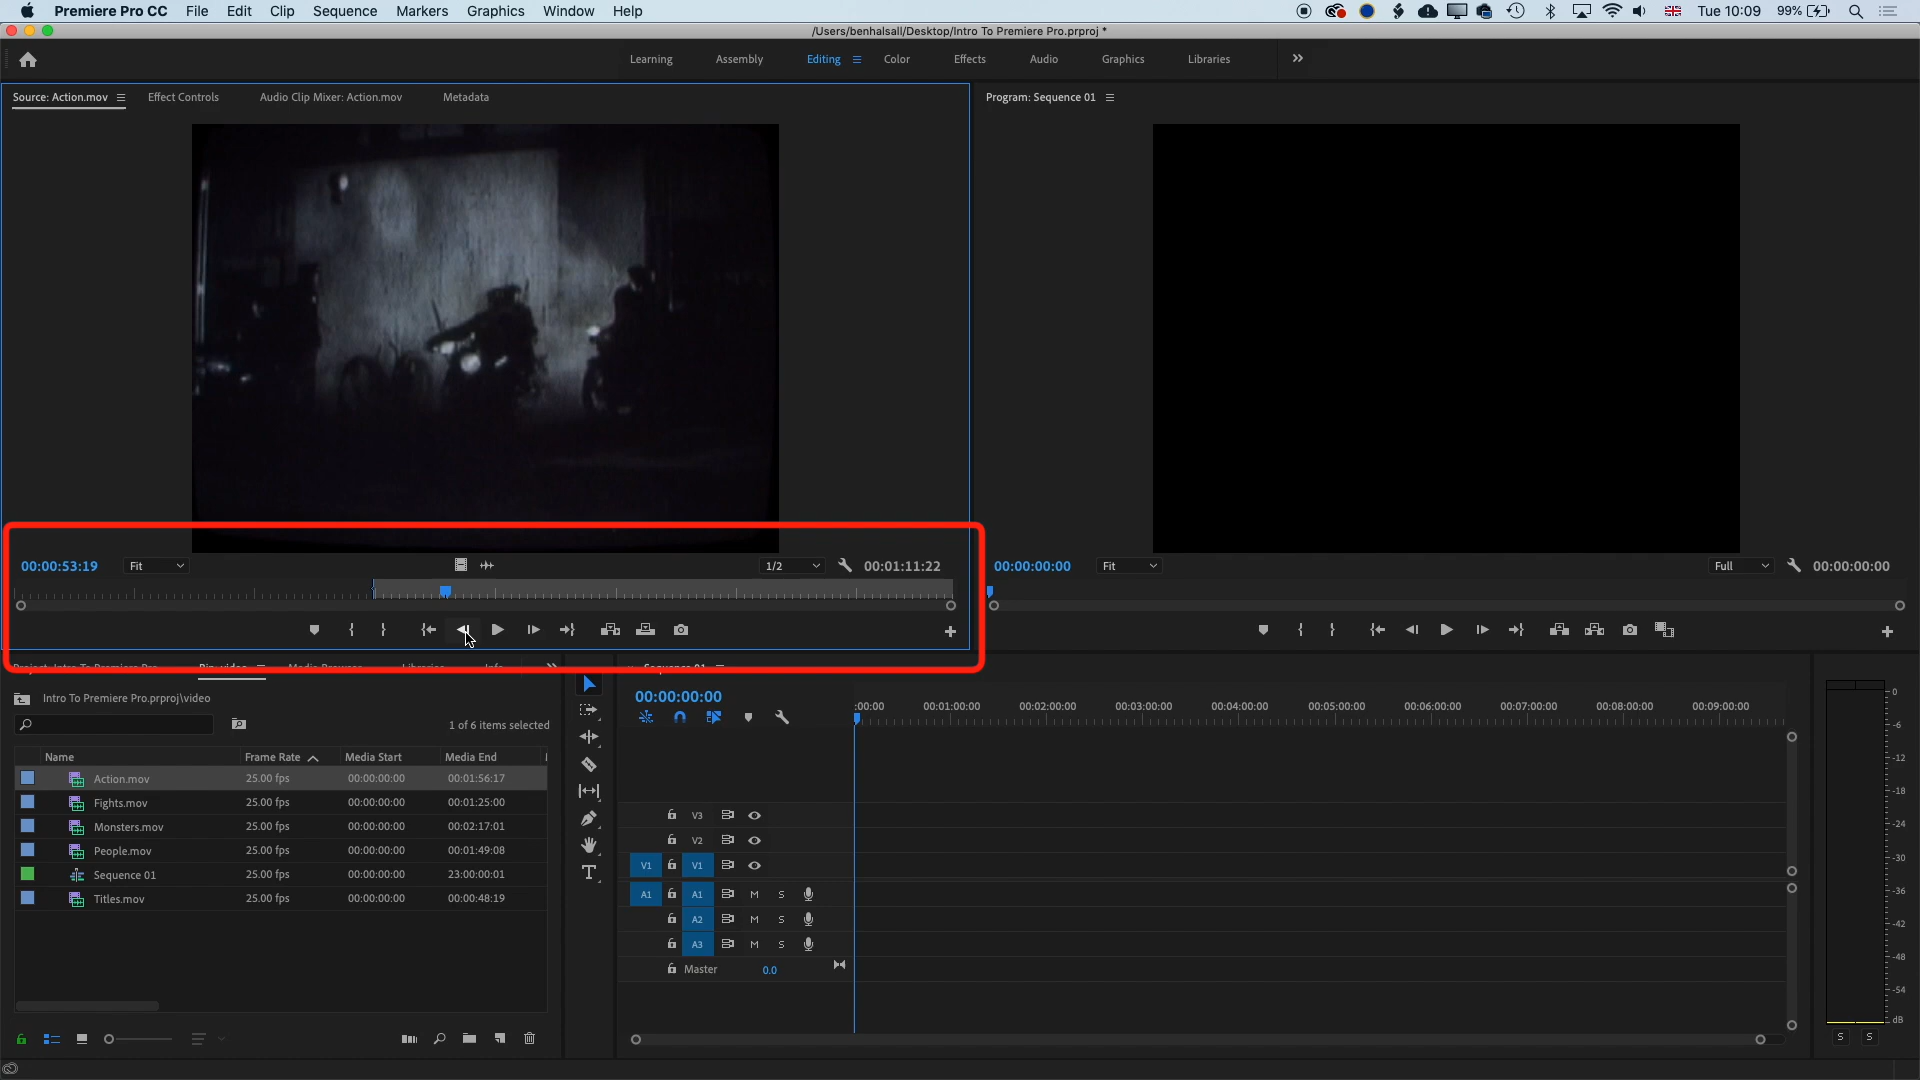 Premiere Pro CC File Edit Clip Sequence Markers Graphics Window Help Tue 10:09 99%
/Users/benhalsall/Desktop/Intro To Premiere Pro.prproj *
Learning Assembly Editing Color Effects Audio Graphics Libraries
Source: Action.mov Effect Controls Audio Clip Mixer: Action.mov Metadata Program: Sequence 01
00:00:53:19 Fit 1/2 00:01:11:22 00:00:00:00 Fit Full 00:00:00:00
Project: Intro To Premiere Pro Bin: video Media Browser Libraries Info Sequence 01
00:00:00:00
Intro To Premiere Pro.prproj\video
:00:00 00:01:00:00 00:02:00:00 00:03:00:00 00:04:00:00 00:05:00:00 00:06:00:00 00:07:00:00 00:08:00:00 00:09:00:00
1 of 6 items selected
Name Frame Rate Media Start Media End
Action.mov 25.00 fps 00:00:00:00 00:01:56:17
Fights.mov 25.00 fps 00:00:00:00 00:01:25:00
Monsters.mov 25.00 fps 00:00:00:00 00:02:17:01
People.mov 25.00 fps 00:00:00:00 00:01:49:08
Sequence 01 25.00 fps 00:00:00:00 23:00:00:01
Titles.mov 25.00 fps 00:00:00:00 00:00:48:19
V3
V2
V1 V1
A1 A1 M S
A2 M S
A3 M S
Master 0.0
0
-6
-12
-18
-24
-30
-36
-42
-48
-54
dB
S S